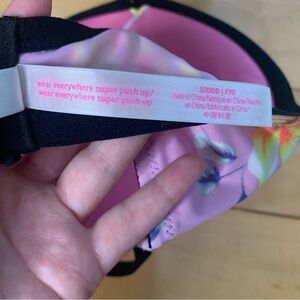 wear everywhere super push up/
wear everywhere super push-up
32DDD | F70
made in China/fabriqué en Chine/hecho
en China/fabbricato in Cina/
中国制造